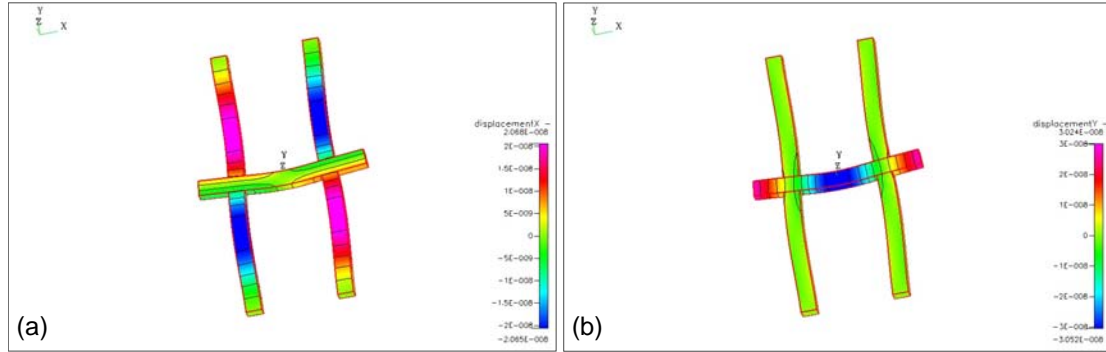 Y
Z
X
Y
Z
displacementX
2.068E-008
2E-008
1.5E-008
1E-008
5E-009
0
-5E-009
-1E-008
-1.5E-008
-2E-008
-2.065E-008
(a)
Y
Z
X
Y
Z
displacementY
3.024E-008
3E-008
2E-008
1E-008
0
-1E-008
-2E-008
-3E-008
-3.052E-008
(b)